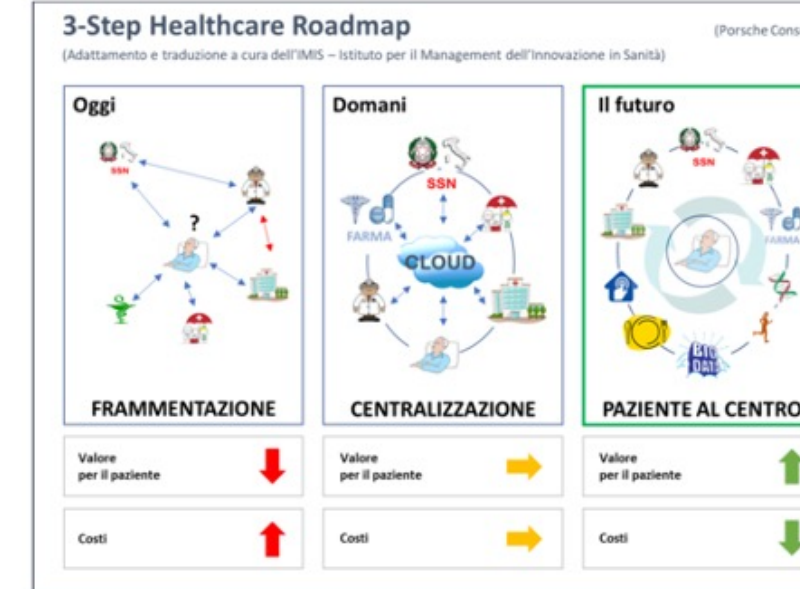 3-Step Healthcare Roadmap
(Porsche Cons
(Adattamento e traduzione a cura dell'IMIS – Istituto per il Management dell'Innovazione in Sanità)
Oggi
SSN
?
FRAMMENTAZIONE
Domani
SSN
FARMA
CLOUD
CENTRALIZZAZIONE
Il futuro
SSN
FARMA
BIG
DATA
PAZIENTE AL CENTRO
Valore
per il paziente
Valore
per il paziente
Valore
per il paziente
Costi
Costi
Costi